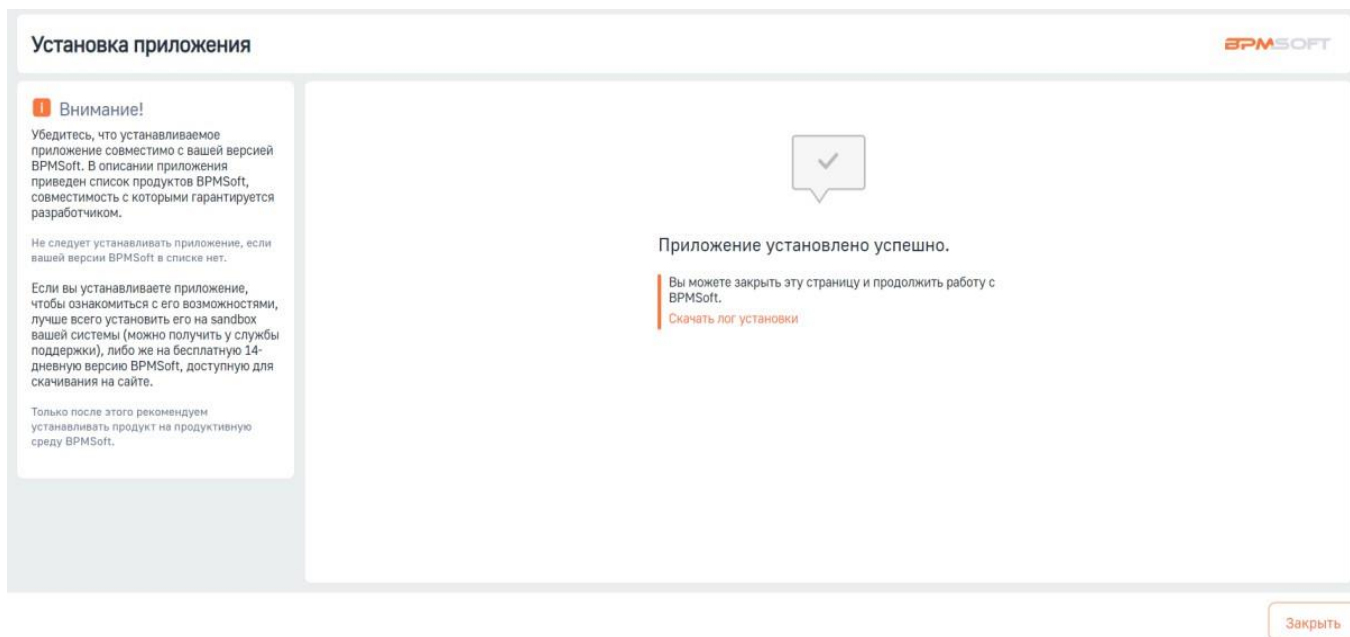 Установка приложения
BPMSOFT
Внимание!
Убедитесь, что устанавливаемое
приложение совместимо с вашей версией
BPMSoft. В описании приложения
приведен список продуктов BPMSoft,
совместимость с которыми гарантируется
разработчиком.
Не следует устанавливать приложение, если
вашей версии BPMSoft в списке нет.
Если вы устанавливаете приложение,
чтобы ознакомиться с его возможностями,
лучше всего установить его на sandbox
вашей системы (можно получить у службы
поддержки), либо же на бесплатную 14-
дневную версию BPMSoft, доступную для
скачивания на сайте.
Только после этого рекомендуем
устанавливать продукт на продуктивную
среду BPMSoft.
Приложение установлено успешно.
Вы можете закрыть эту страницу и продолжить работу с
BPMSoft.
Скачать лог установки
Закрыть